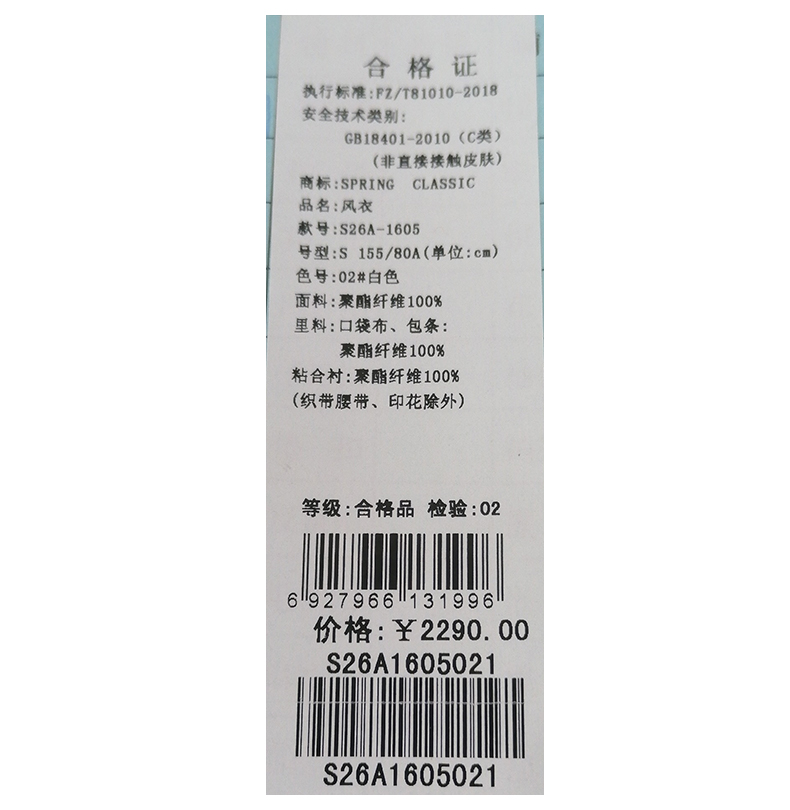 合格证
执行标准:FZ/T81010-2018
安全技术类别:
GB18401-2010(C类)
(非直接接触皮肤)
商标:SPRING CLASSIC
品名:风衣
款号:S26A-1605
号型:S 155/80A(单位:cm)
色号:02#白色
面料:聚酯纤维100%
里料:口袋布、包条:
聚酯纤维100%
粘合衬:聚酯纤维100%
(织带腰带、印花除外)
等级:合格品 检验:02
6 927966 131996
价格:¥2290.00
S26A1605021
S26A1605021